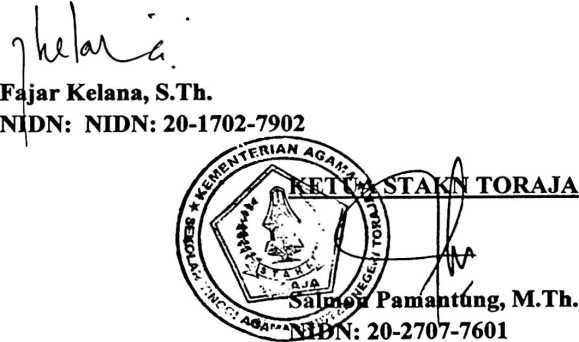 Fajar Kelana, S.Th.
NIDN: NIDN: 20-1702-7902
KEMENTERIAN AGAMA
KETUA STAKN TORAJA
Salmon Pamantung, M.Th.
NIDN: 20-2707-7601